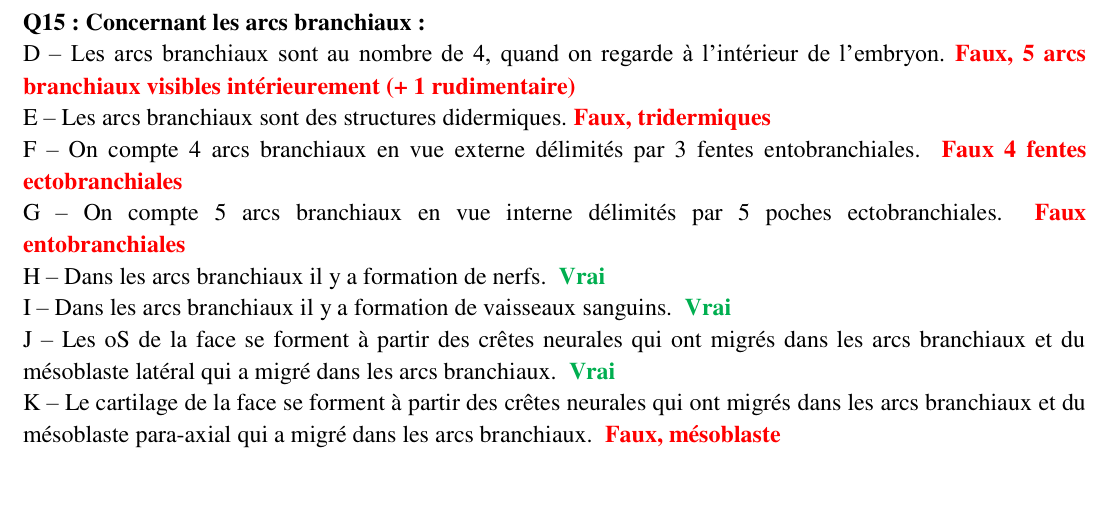 Q15 : Concernant les arcs branchiaux :
D – Les arcs branchiaux sont au nombre de 4, quand on regarde à l’intérieur de l’embryon. Faux, 5 arcs
branchiaux visibles intérieurement (+ 1 rudimentaire)
E – Les arcs branchiaux sont des structures didermiques. Faux, tridermiques
F – On compte 4 arcs branchiaux en vue externe délimités par 3 fentes entobranchiales. Faux 4 fentes
ectobranchiales
G – On compte 5 arcs branchiaux en vue interne délimités par 5 poches ectobranchiales. Faux
entobranchiales
H – Dans les arcs branchiaux il y a formation de nerfs. Vrai
I – Dans les arcs branchiaux il y a formation de vaisseaux sanguins. Vrai
J – Les oS de la face se forment à partir des crêtes neurales qui ont migrés dans les arcs branchiaux et du
mésoblaste latéral qui a migré dans les arcs branchiaux. Vrai
K – Le cartilage de la face se forment à partir des crêtes neurales qui ont migrés dans les arcs branchiaux et du
mésoblaste para-axial qui a migré dans les arcs branchiaux. Faux, mésoblaste